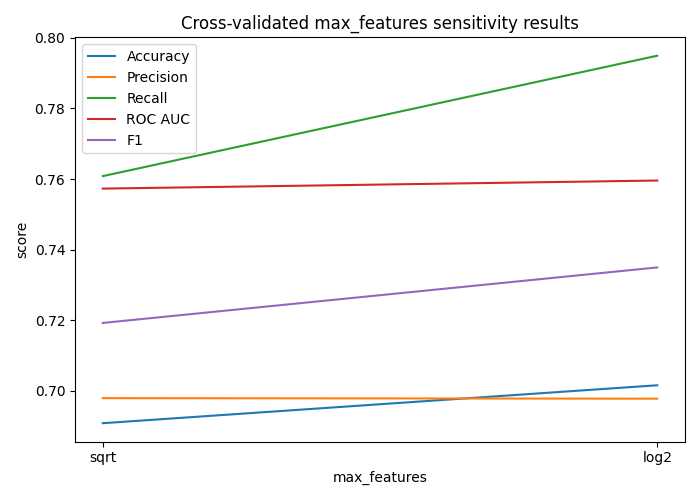 Cross-validated max_features sensitivity results
0.80
0.78
0.76
0.74
0.72
0.70
score
Accuracy
Precision
Recall
ROC AUC
F1
sqrt
log2
max_features